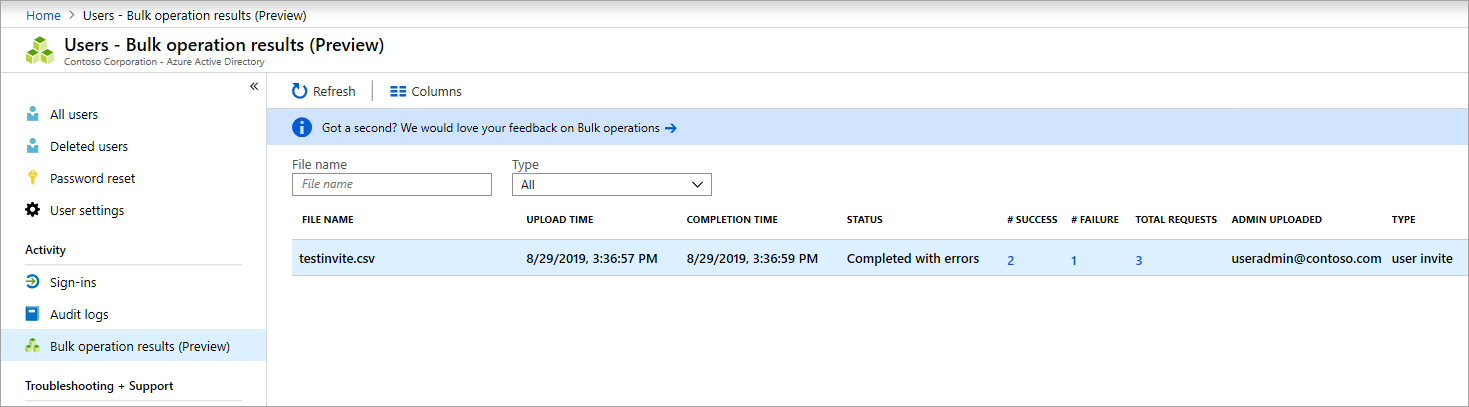 Home > Users - Bulk operation results (Preview)
Users - Bulk operation results (Preview)
Contoso Corporation - Azure Active Directory
«
All users
Deleted users
Password reset
User settings
Activity
Sign-ins
Audit logs
Bulk operation results (Preview)
Troubleshooting + Support
Refresh Columns
Got a second? We would love your feedback on Bulk operations →
File name Type
File name All
FILE NAME UPLOAD TIME COMPLETION TIME STATUS # SUCCESS # FAILURE TOTAL REQUESTS ADMIN UPLOADED TYPE
testinvite.csv 8/29/2019, 3:36:57 PM 8/29/2019, 3:36:59 PM Completed with errors 2 1 3 useradmin@contoso.com user invite